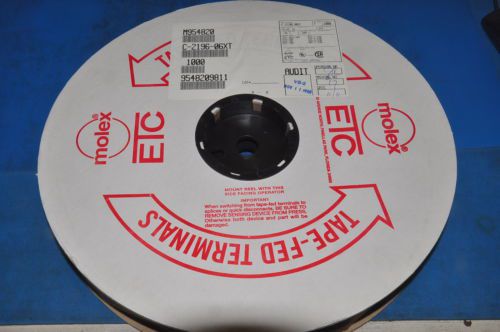 M954820
C-2196-06XT
1000
9548209811
AUDIT
molex
ETC
molex
ETC
MOUNT REEL WITH THIS
SIDE FACING OPERATOR
IMPORTANT
When switching from tape-fed terminals to
splices or quick disconnects, BE SURE TO
REMOVE SENSING DEVICE FROM PRESS.
Otherwise both device and part will be
damaged.
TAPE-FED TERMINALS